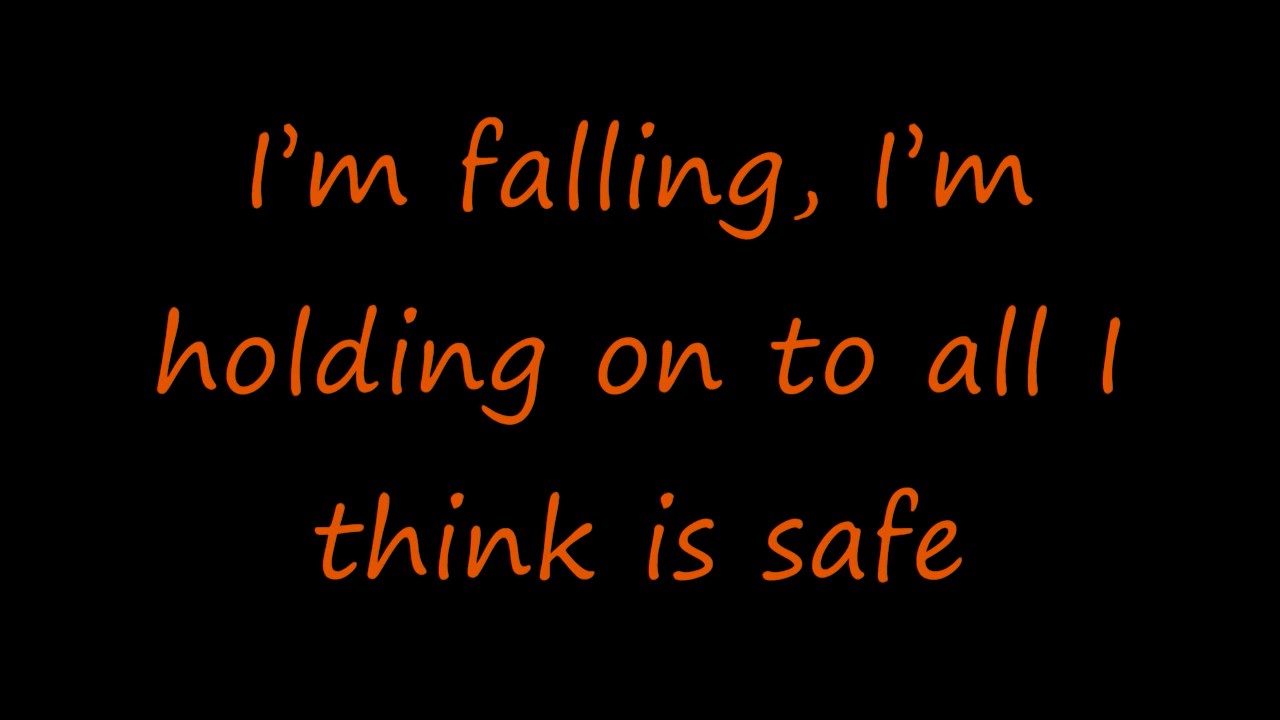 I’m falling, I’m
holding on to all I
think is safe